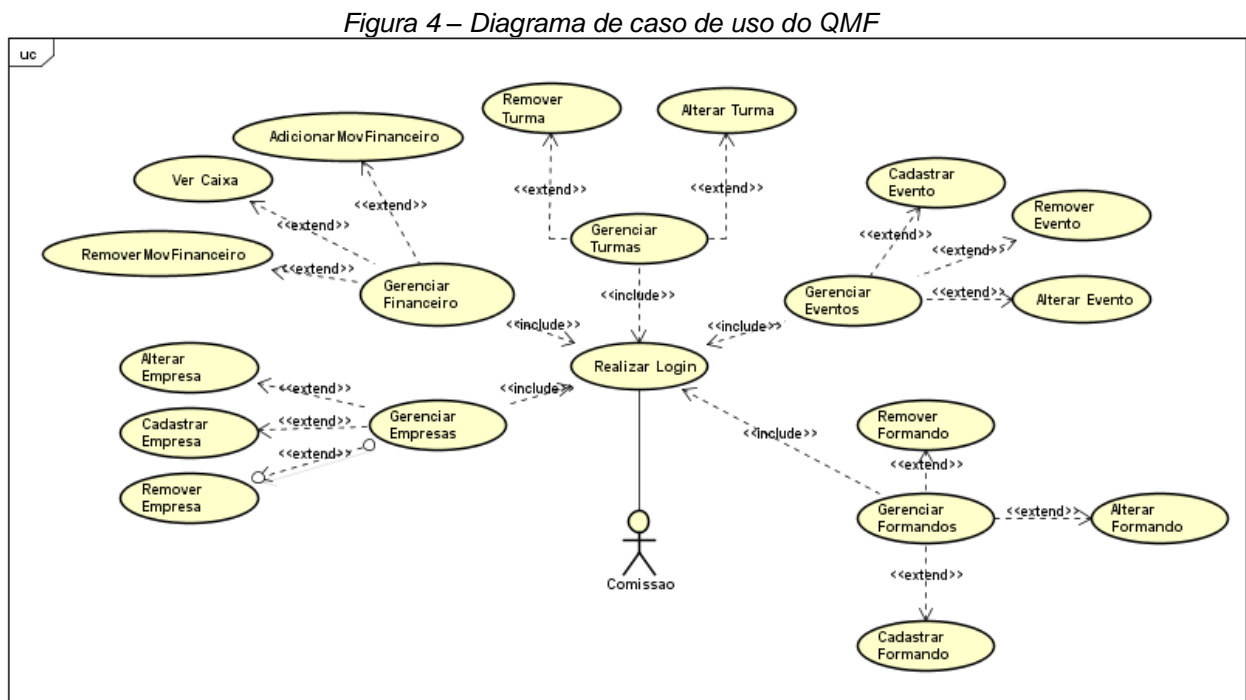 Figura 4 – Diagrama de caso de uso do QMF
uc
Remover
Turma
Alterar Turma
AdicionarMovFinanceiro
Ver Caixa
<<extend>>
<<extend>>
Cadastrar
Evento
Remover
Evento
<<extend>>
<<extend>>
RemoverMovFinanceiro
<<extend>>
Gerenciar
Turmas
<<extend>>
<<extend>>
Gerenciar
Financeiro
<<include>>
Gerenciar
Eventos
<<extend>>
Alterar Evento
<<include>>
<<include>>
Realizar Login
Alterar
Empresa
<<extend>>
<<include>>
Cadastrar
Empresa
<<extend>>
Gerenciar
Empresas
<<extend>>
Remover
Empresa
<<include>>
Remover
Formando
<<extend>>
Gerenciar
Formandos
<<extend>>
Alterar
Formando
<<extend>>
Cadastrar
Formando
Comissao